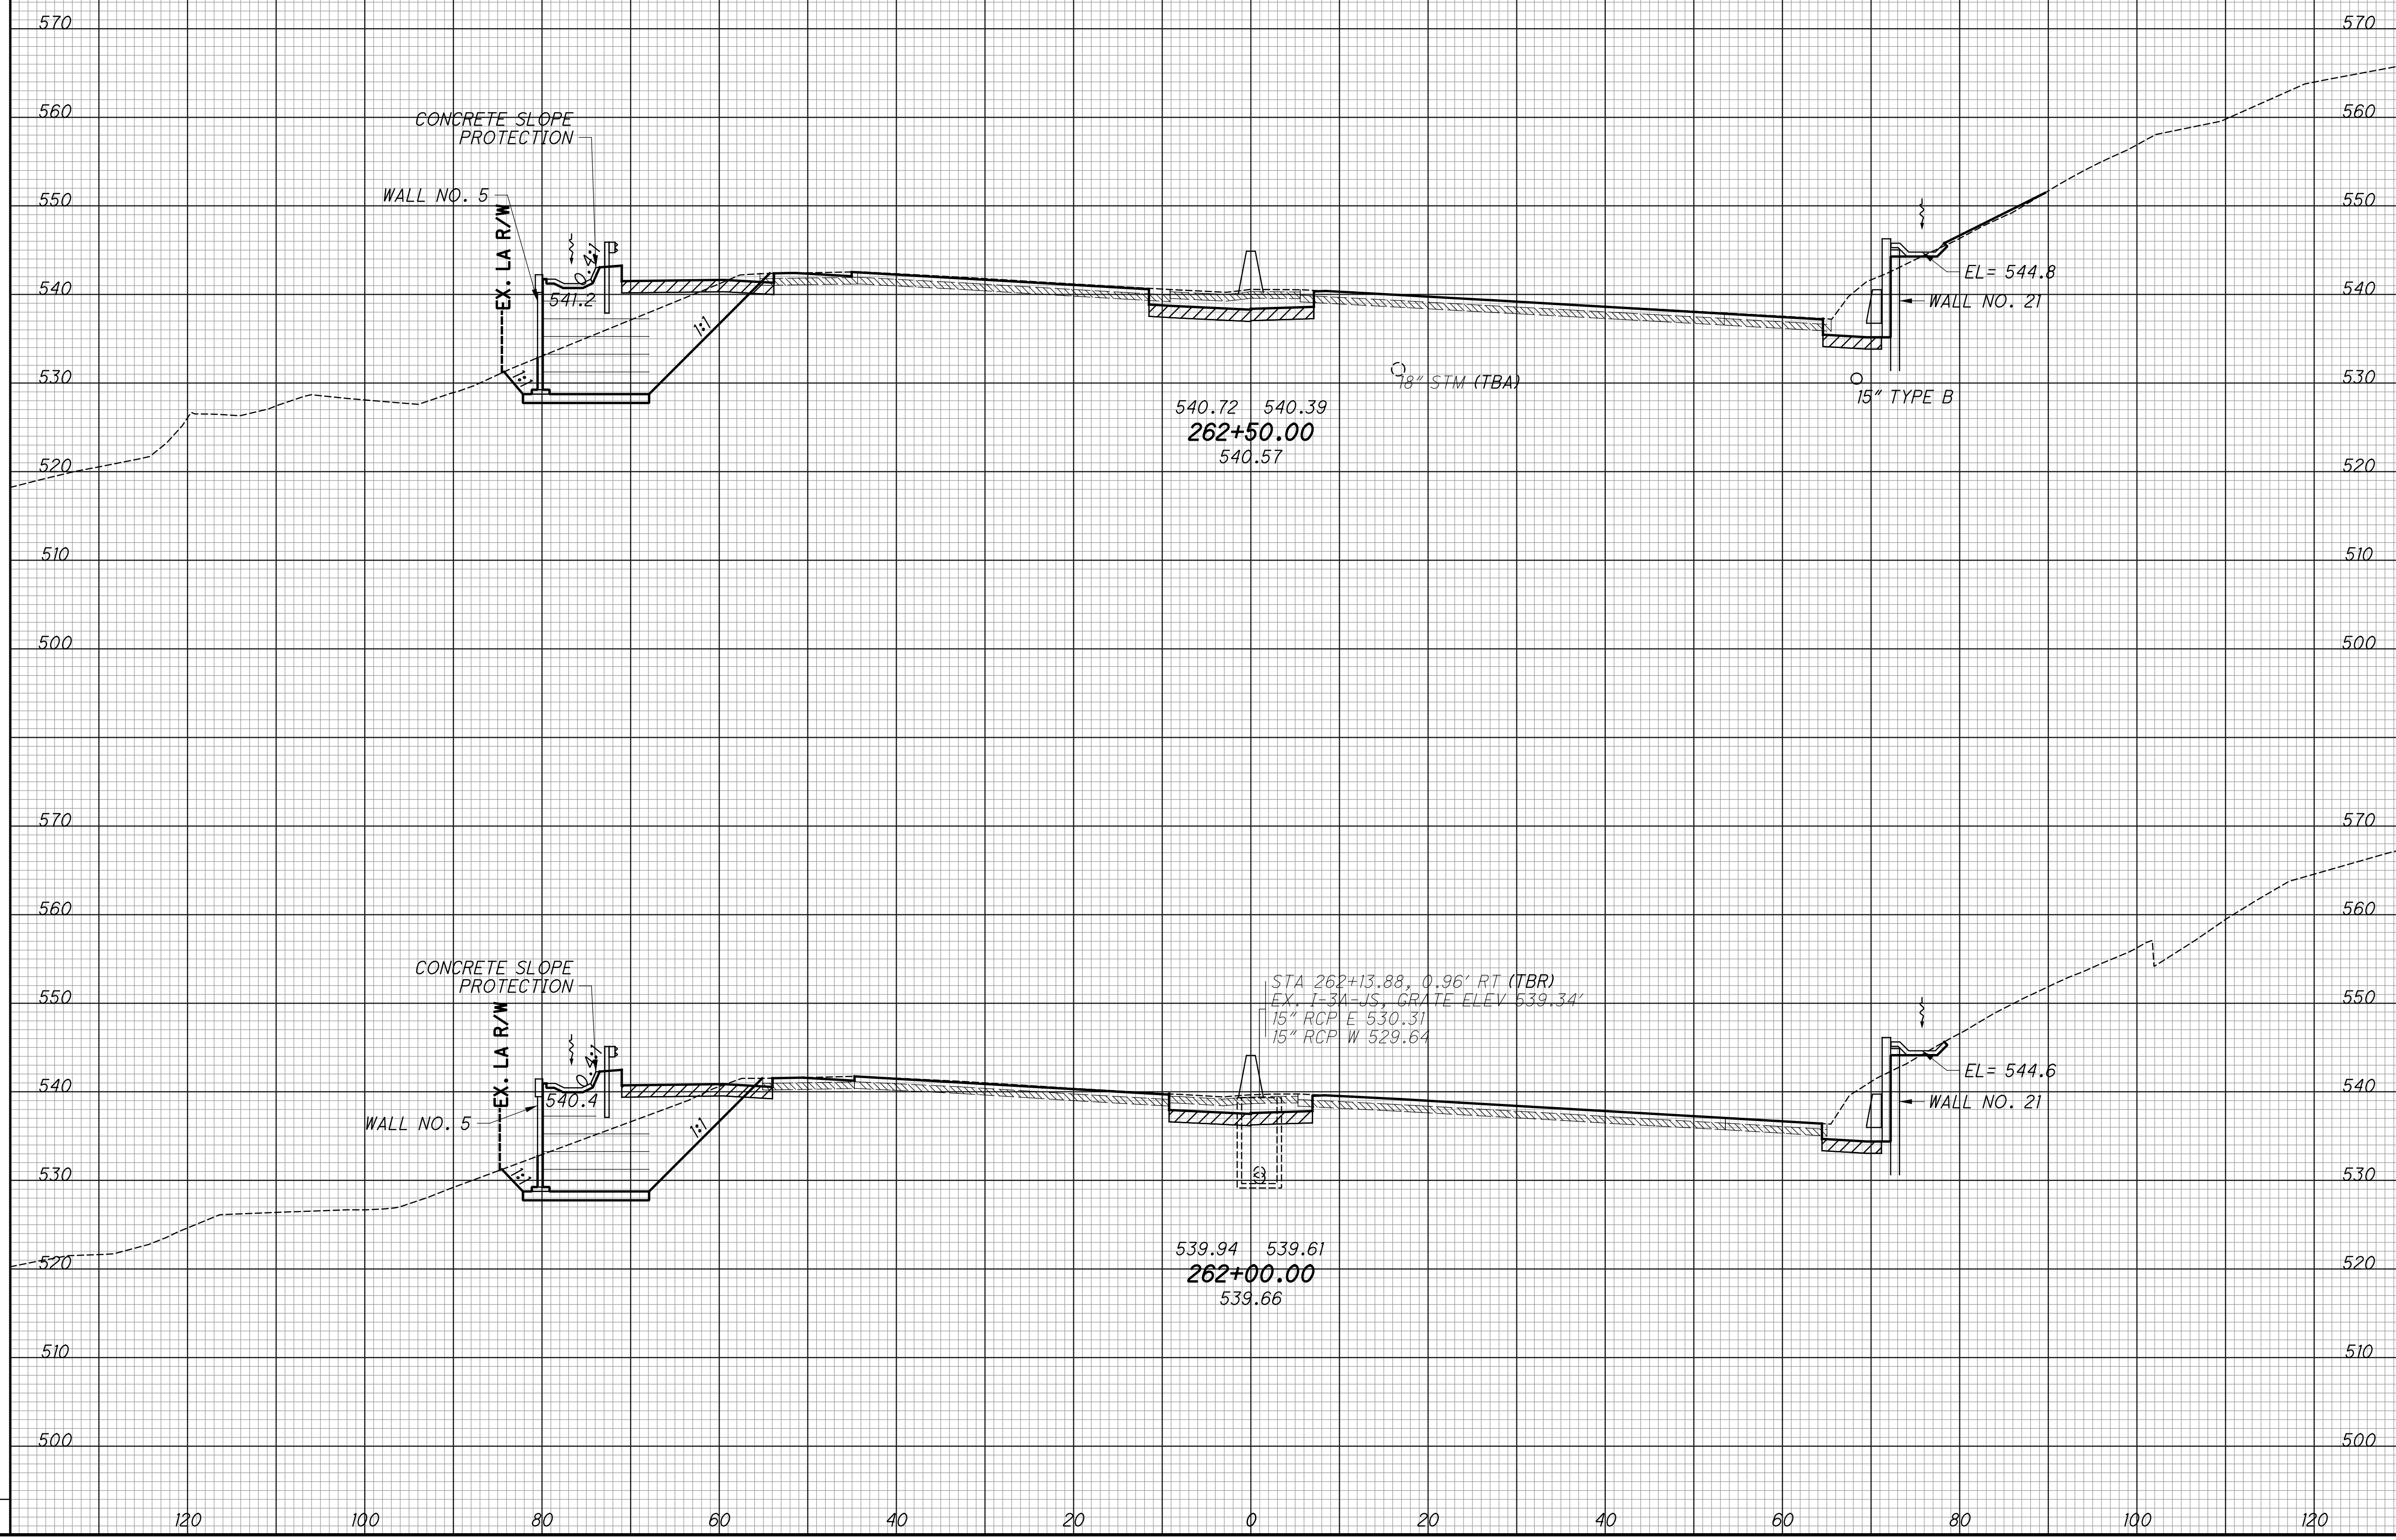 570 570
560 560
CONCRETE SLOPE
PROTECTION
WALL NO. 5
550 550
EX. LA R/W
0.4:1
EL= 544.8
540 541.2 540
WALL NO. 21
1:1
1:1
530 18" STM (TBA) 530
15" TYPE B
540.72 540.39
262+50.00
540.57
520 520
510 510
500 500
570 570
560 560
CONCRETE SLOPE
PROTECTION
STA 262+13.88, 0.96' RT (TBR)
EX. I-3A-JS, GRATE ELEV 539.34'
15" RCP E 530.31
15" RCP W 529.64
550 550
EX. LA R/W
0.4:1
EL= 544.6
540 540.4 540
WALL NO. 21
WALL NO. 5
1:1
1:1
530 530
539.94 539.61
262+00.00
539.66
520 520
510 510
500 500
120 100 80 60 40 20 0 20 40 60 80 100 120